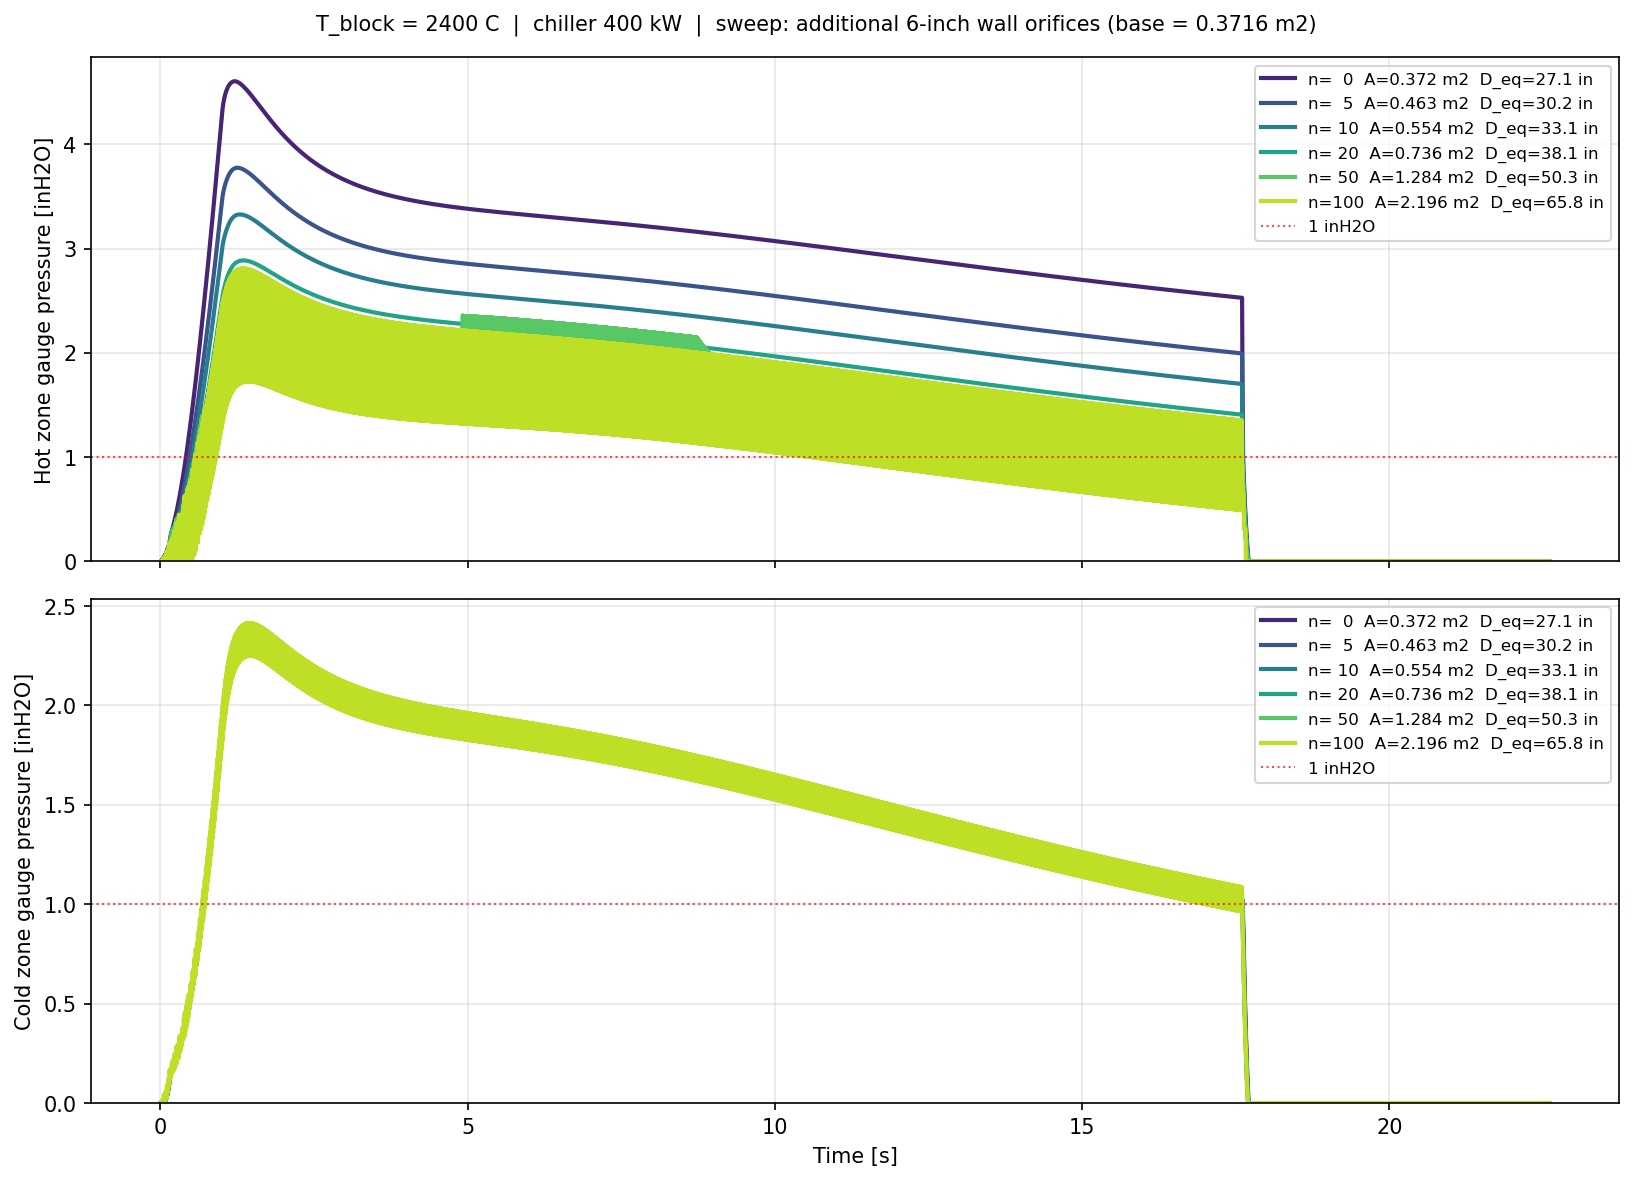 T_block = 2400 C | chiller 400 kW | sweep: additional 6-inch wall orifices (base = 0.3716 m2)
Hot zone gauge pressure [inH2O]
4
3
2
1
0
n= 0 A=0.372 m2 D_eq=27.1 in
n= 5 A=0.463 m2 D_eq=30.2 in
n= 10 A=0.554 m2 D_eq=33.1 in
n= 20 A=0.736 m2 D_eq=38.1 in
n= 50 A=1.284 m2 D_eq=50.3 in
n=100 A=2.196 m2 D_eq=65.8 in
1 inH2O
Cold zone gauge pressure [inH2O]
2.5
2.0
1.5
1.0
0.5
0.0
n= 0 A=0.372 m2 D_eq=27.1 in
n= 5 A=0.463 m2 D_eq=30.2 in
n= 10 A=0.554 m2 D_eq=33.1 in
n= 20 A=0.736 m2 D_eq=38.1 in
n= 50 A=1.284 m2 D_eq=50.3 in
n=100 A=2.196 m2 D_eq=65.8 in
1 inH2O
0 5 10 15 20
Time [s]